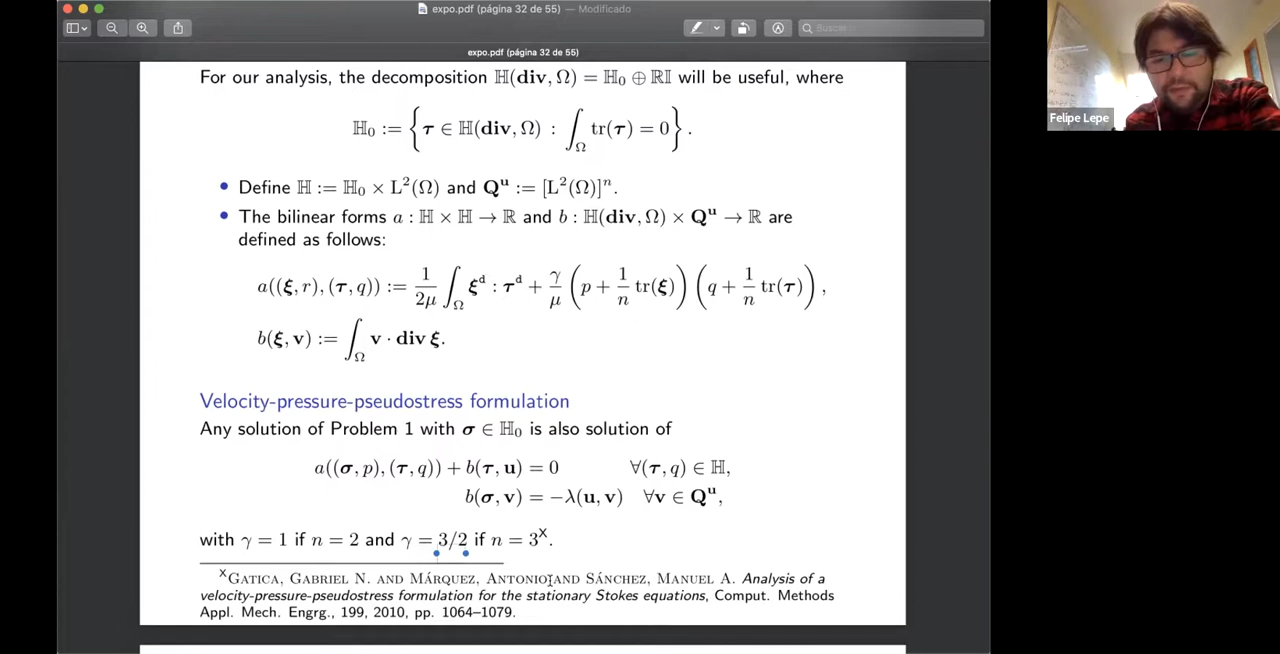 expo.pdf (página 32 de 55) — Modificado
Buscar
expo.pdf (página 32 de 55)
For our analysis, the decomposition ℍ(div, Ω) = ℍ₀ ⊕ ℝ𝕀 will be useful, where
ℍ₀ := { τ ∈ ℍ(div, Ω) : ∫_Ω tr(τ) = 0 } .
• Define ℍ := ℍ₀ × L²(Ω) and Q^u := [L²(Ω)]ⁿ.
• The bilinear forms a : ℍ × ℍ → ℝ and b : ℍ(div, Ω) × Q^u → ℝ are
defined as follows:
a((ξ, r), (τ, q)) := 1/2μ ∫_Ω ξ^d : τ^d + γ/μ (p + 1/n tr(ξ)) (q + 1/n tr(τ)) ,
b(ξ, v) := ∫_Ω v · div ξ.
Velocity-pressure-pseudostress formulation
Any solution of Problem 1 with σ ∈ ℍ₀ is also solution of
a((σ, p), (τ, q)) + b(τ, u) = 0 ∀(τ, q) ∈ ℍ,
b(σ, v) = −λ(u, v) ∀v ∈ Q^u,
with γ = 1 if n = 2 and γ = 3/2 if n = 3^X.
^X GATICA, GABRIEL N. AND MÁRQUEZ, ANTONIO AND SÁNCHEZ, MANUEL A. Analysis of a
velocity-pressure-pseudostress formulation for the stationary Stokes equations, Comput. Methods
Appl. Mech. Engrg., 199, 2010, pp. 1064–1079.
Felipe Lepe